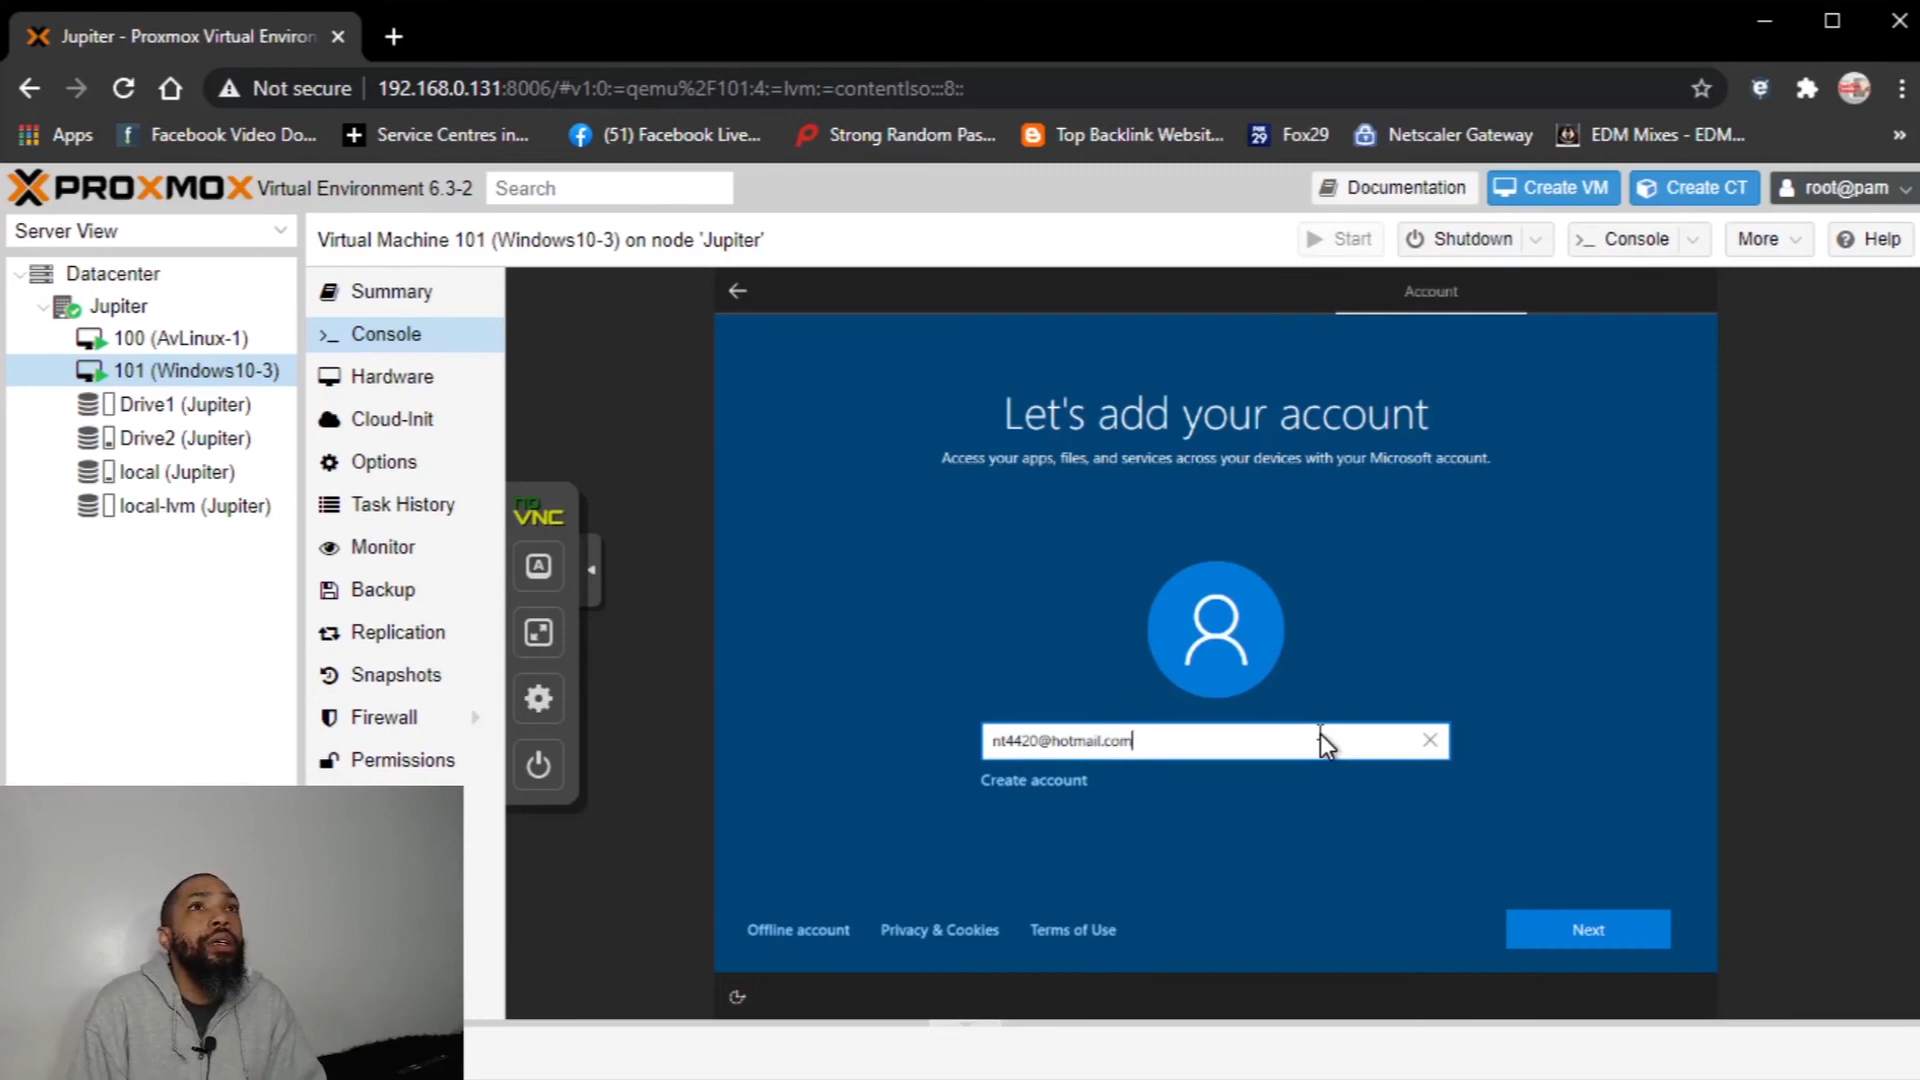 Jupiter - Proxmox Virtual Environ
Not secure
192.168.0.131:8006/#v1:0:=qemu%2F101:4:=lvm:=contentIso:::8::
Apps
Facebook Video Do...
Service Centres in...
(51) Facebook Live...
Strong Random Pas...
Top Backlink Websit...
Fox29
Netscaler Gateway
EDM Mixes - EDM...
PROXMOX
Virtual Environment 6.3-2
Search
Documentation
Create VM
Create CT
root@pam
Server View
Virtual Machine 101 (Windows10-3) on node 'Jupiter'
Start
Shutdown
Console
More
Help
Datacenter
Jupiter
100 (AvLinux-1)
101 (Windows10-3)
Drive1 (Jupiter)
Drive2 (Jupiter)
local (Jupiter)
local-lvm (Jupiter)
Summary
Console
Hardware
Cloud-Init
Options
Task History
Monitor
Backup
Replication
Snapshots
Firewall
Permissions
no
VNC
A
Account
Let's add your account
Access your apps, files, and services across your devices with your Microsoft account.
nt4420@hotmail.com
Create account
Offline account
Privacy & Cookies
Terms of Use
Next